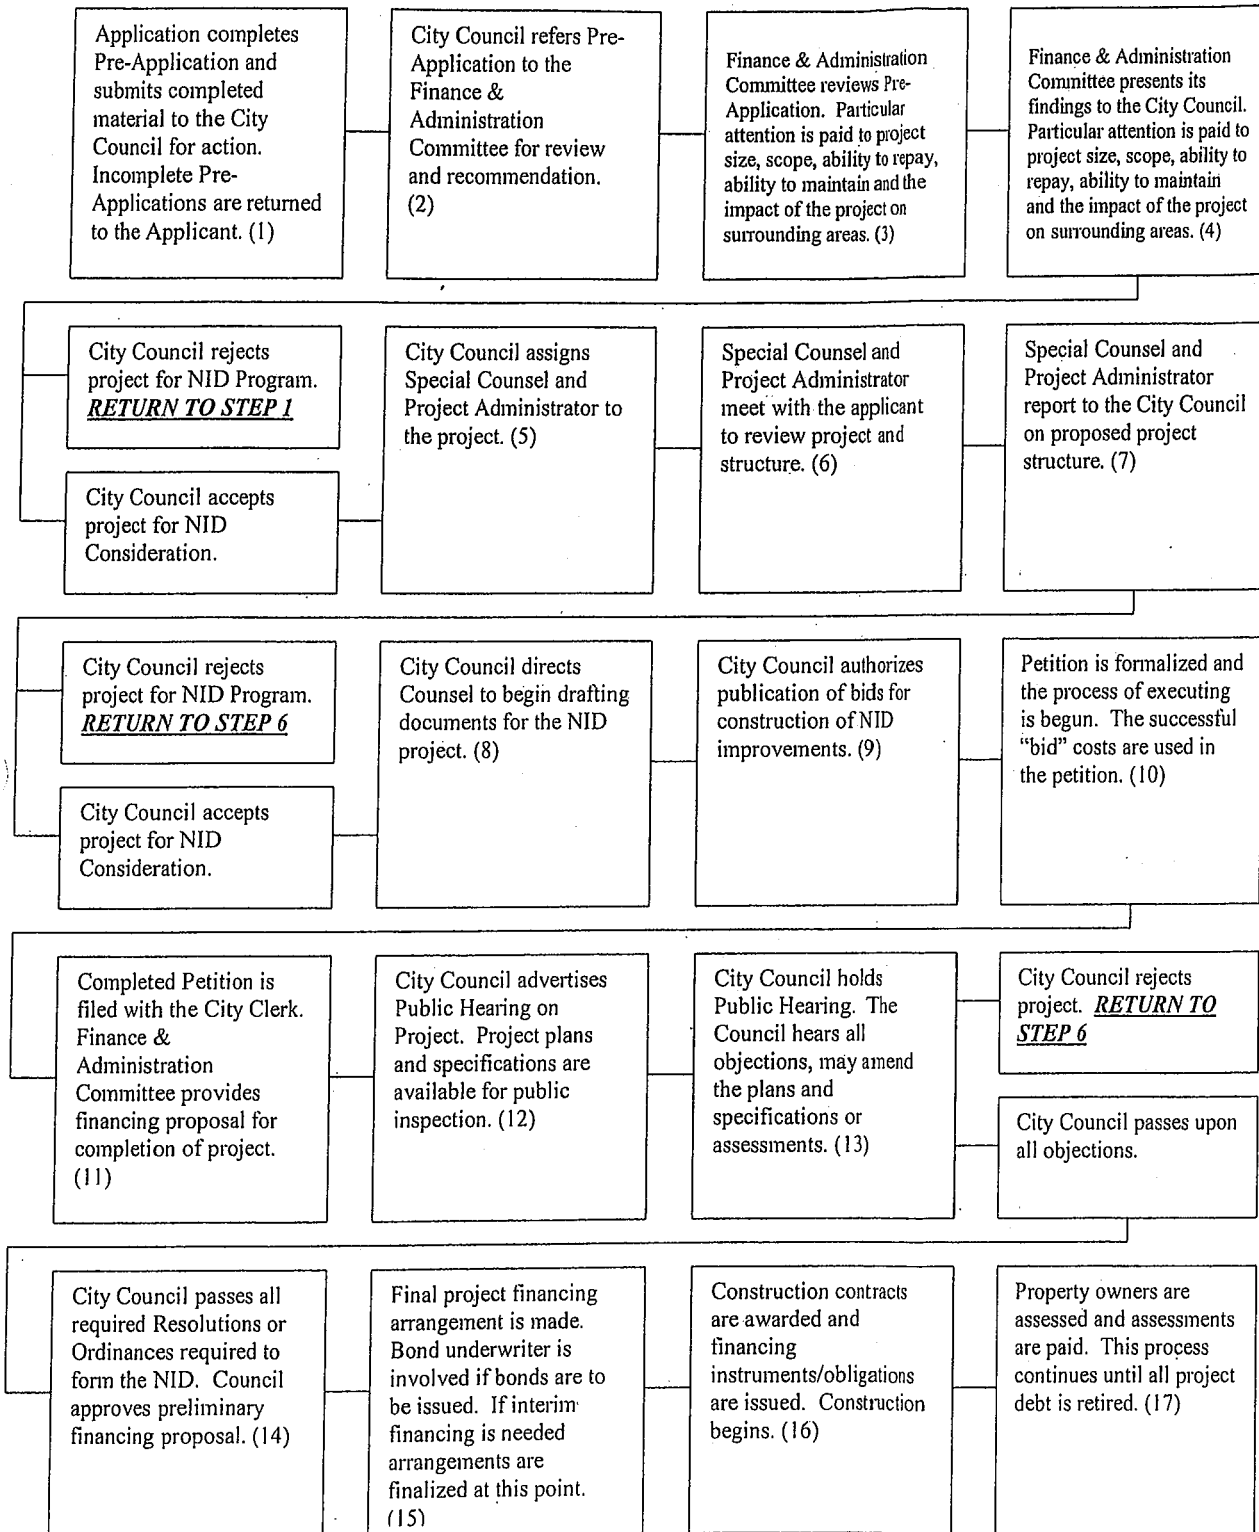 Application completes
Pre-Application and
submits completed
material to the City
Council for action.
Incomplete Pre-
Applications are returned
to the Applicant. (1)
City Council refers Pre-
Application to the
Finance &
Administration
Committee for review
and recommendation.
(2)
Finance & Administration
Committee reviews Pre-
Application. Particular
attention is paid to project
size, scope, ability to repay,
ability to maintain and the
impact of the project on
surrounding areas. (3)
Finance & Administration
Committee presents its
findings to the City Council.
Particular attention is paid to
project size, scope, ability to
repay, ability to maintain
and the impact of the project
on surrounding areas. (4)
City Council rejects
project for NID Program.
RETURN TO STEP 1
City Council accepts
project for NID
Consideration.
City Council assigns
Special Counsel and
Project Administrator to
the project. (5)
Special Counsel and
Project Administrator
meet with the applicant
to review project and
structure. (6)
Special Counsel and
Project Administrator
report to the City Council
on proposed project
structure. (7)
City Council rejects
project for NID Program.
RETURN TO STEP 6
City Council accepts
project for NID
Consideration.
City Council directs
Counsel to begin drafting
documents for the NID
project. (8)
City Council authorizes
publication of bids for
construction of NID
improvements. (9)
Petition is formalized and
the process of executing
is begun. The successful
“bid” costs are used in
the petition. (10)
Completed Petition is
filed with the City Clerk.
Finance &
Administration
Committee provides
financing proposal for
completion of project.
(11)
City Council advertises
Public Hearing on
Project. Project plans
and specifications are
available for public
inspection. (12)
City Council holds
Public Hearing. The
Council hears all
objections, may amend
the plans and
specifications or
assessments. (13)
City Council rejects
project. RETURN TO
STEP 6
City Council passes upon
all objections.
City Council passes all
required Resolutions or
Ordinances required to
form the NID. Council
approves preliminary
financing proposal. (14)
Final project financing
arrangement is made.
Bond underwriter is
involved if bonds are to
be issued. If interim
financing is needed
arrangements are
finalized at this point.
(15)
Construction contracts
are awarded and
financing
instruments/obligations
are issued. Construction
begins. (16)
Property owners are
assessed and assessments
are paid. This process
continues until all project
debt is retired. (17)